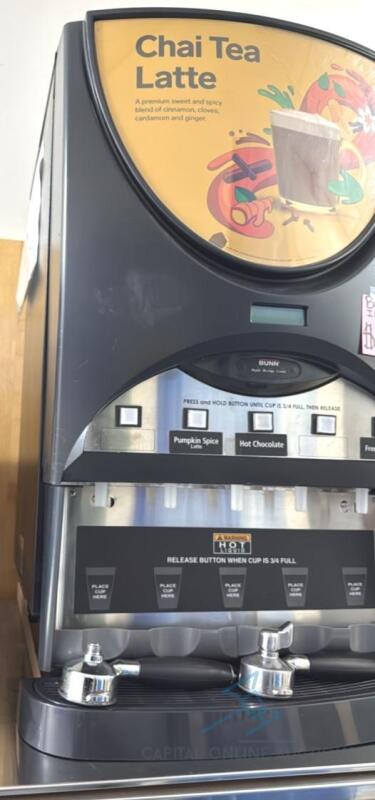 Chai Tea
Latte
A premium sweet and spicy
blend of cinnamon, cloves,
cardamom and ginger.
BUNN
PRESS and HOLD BUTTON UNTIL CUP IS 3/4 FULL, THEN RELEASE
Pumpkin Spice
Latte
Hot Chocolate
WARNING
HOT
LIQUID
RELEASE BUTTON WHEN CUP IS 3/4 FULL
PLACE CUP HERE
PLACE CUP HERE
PLACE CUP HERE
PLACE CUP HERE
PLACE CUP HERE
CAPITAL ONLINE